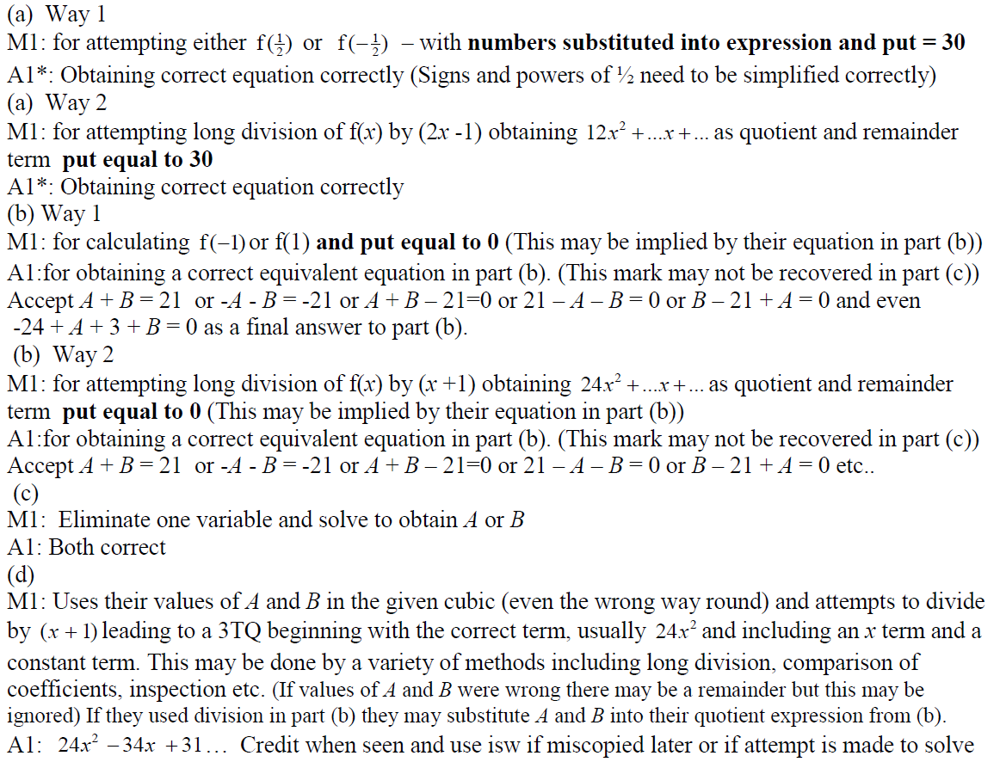 (a) Way 1
M1: for attempting either f(½) or f(−½) – with numbers substituted into expression and put = 30
A1*: Obtaining correct equation correctly (Signs and powers of ½ need to be simplified correctly)
(a) Way 2
M1: for attempting long division of f(x) by (2x -1) obtaining 12x² +...x+... as quotient and remainder
term put equal to 30
A1*: Obtaining correct equation correctly
(b) Way 1
M1: for calculating f(−1) or f(1) and put equal to 0 (This may be implied by their equation in part (b))
A1:for obtaining a correct equivalent equation in part (b). (This mark may not be recovered in part (c))
Accept A + B = 21 or -A - B = -21 or A + B – 21=0 or 21 – A – B = 0 or B – 21 + A = 0 and even
-24 + A + 3 + B = 0 as a final answer to part (b).
(b) Way 2
M1: for attempting long division of f(x) by (x +1) obtaining 24x² +...x+... as quotient and remainder
term put equal to 0 (This may be implied by their equation in part (b))
A1:for obtaining a correct equivalent equation in part (b). (This mark may not be recovered in part (c))
Accept A + B = 21 or -A - B = -21 or A + B – 21=0 or 21 – A – B = 0 or B – 21 + A = 0 etc..
(c)
M1: Eliminate one variable and solve to obtain A or B
A1: Both correct
(d)
M1: Uses their values of A and B in the given cubic (even the wrong way round) and attempts to divide
by (x + 1) leading to a 3TQ beginning with the correct term, usually 24x² and including an x term and a
constant term. This may be done by a variety of methods including long division, comparison of
coefficients, inspection etc. (If values of A and B were wrong there may be a remainder but this may be
ignored) If they used division in part (b) they may substitute A and B into their quotient expression from (b).
A1: 24x² − 34x +31… Credit when seen and use isw if miscopied later or if attempt is made to solve